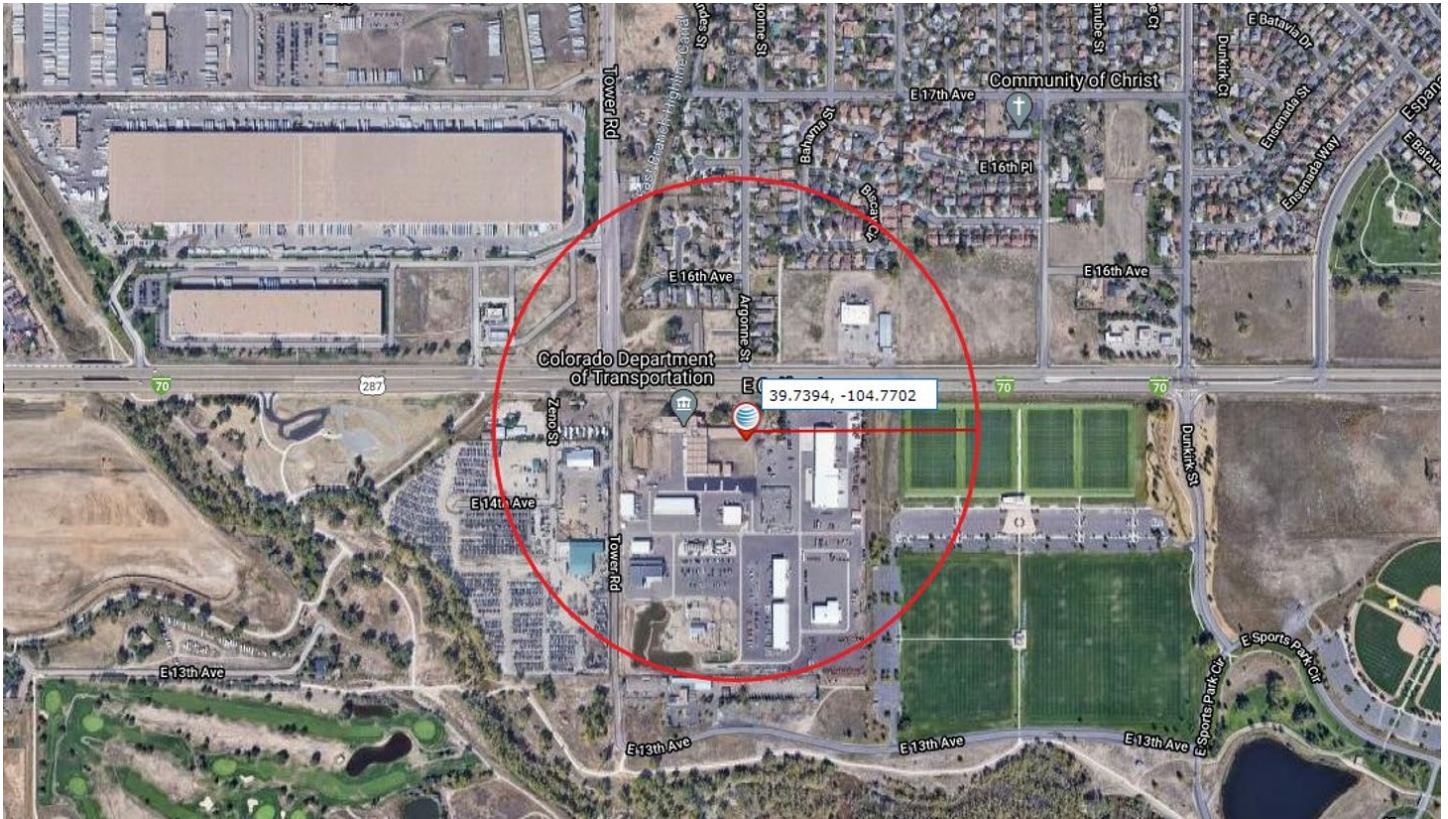 E Batavia Dr
Dunkirk Ct
Community of Christ
Tower Rd
E 17th Ave
Ensenada St
Bahama St
E 16th Pl
Ensenada Way
E 16th Ave
E 16th Ave
Argonne St
Colorado Department
of Transportation
70
287
E C
70
70
39.7394, -104.7702
Zeno St
Dunkirk St
E 14th Ave
Tower Rd
E 13th Ave
E Sports Park Cir
E Sports Park Cir
E 13th Ave
E 13th Ave
E 13th Ave